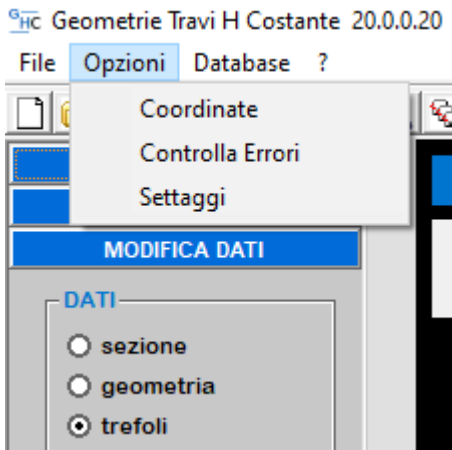 GHC Geometrie Travi H Costante 20.0.0.20
File Opzioni Database ?
Coordinate
Controlla Errori
Settaggi
MODIFICA DATI
DATI
sezione
geometria
trefoli